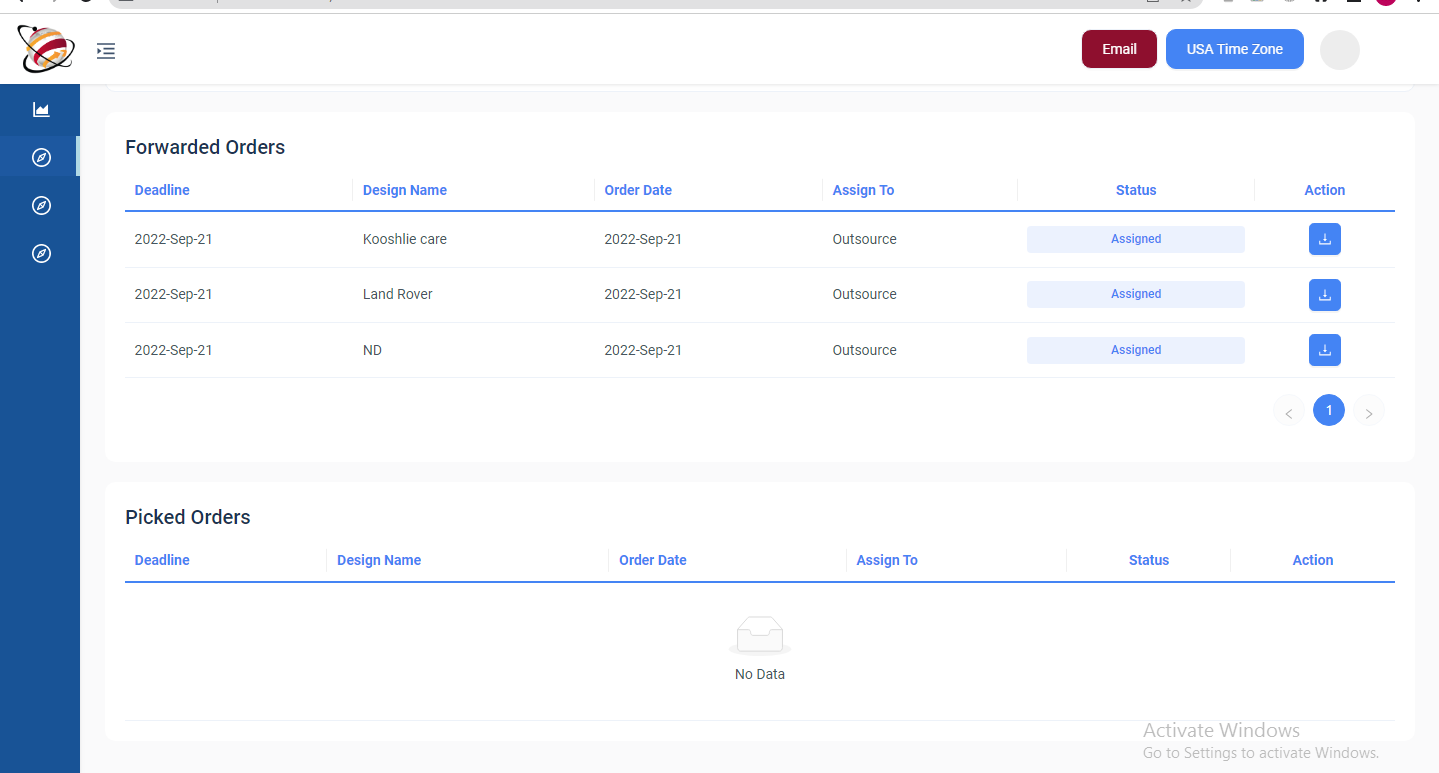 Email USA Time Zone
Forwarded Orders
Deadline Design Name Order Date Assign To Status Action
2022-Sep-21 Kooshlie care 2022-Sep-21 Outsource Assigned
2022-Sep-21 Land Rover 2022-Sep-21 Outsource Assigned
2022-Sep-21 ND 2022-Sep-21 Outsource Assigned
< 1 >
Picked Orders
Deadline Design Name Order Date Assign To Status Action
No Data
Activate Windows
Go to Settings to activate Windows.